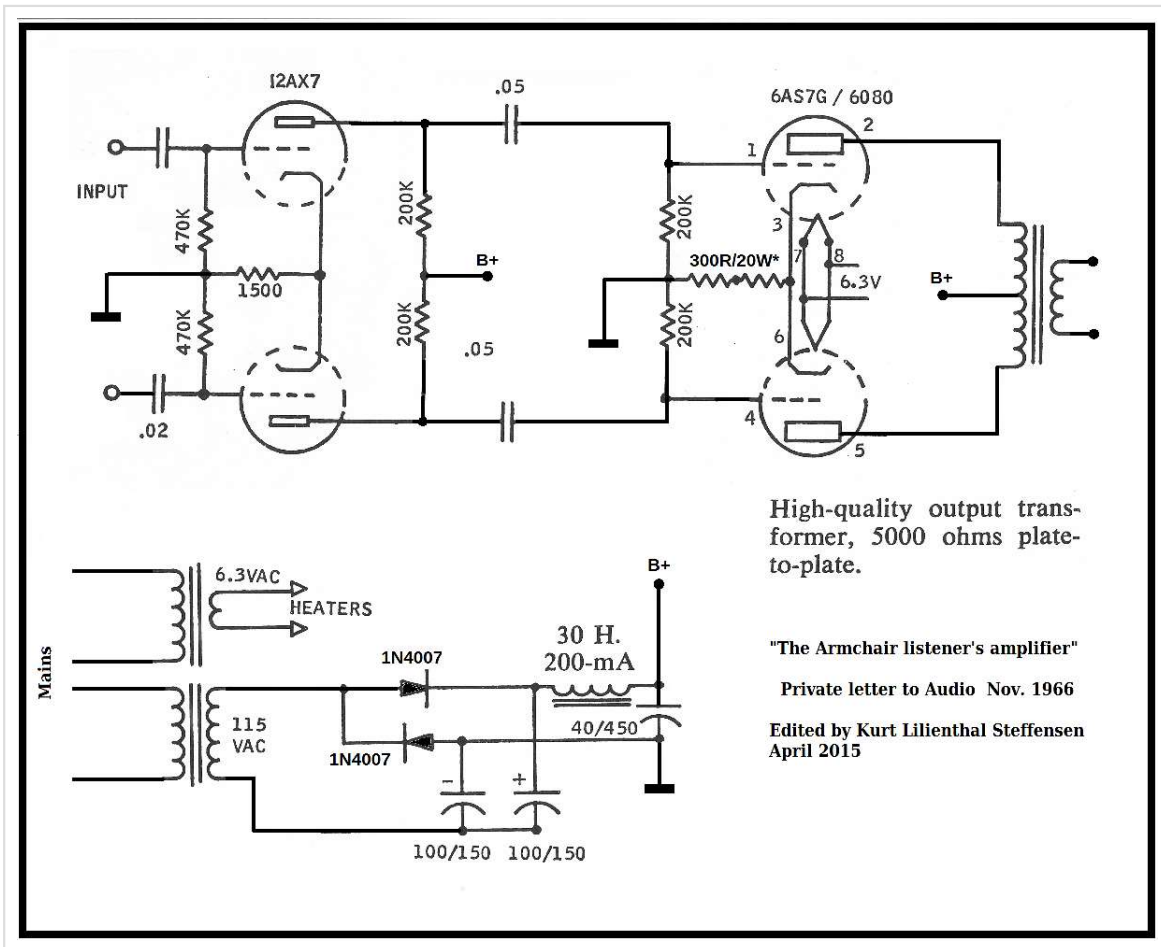 12AX7
.05
6AS7G / 6080
2
1
INPUT
470K
200K
200K
3
1500
B+
300R/20W*
7
8
6.3V
B+
470K
200K
.05
200K
6
.02
4
5
High-quality output trans-
former, 5000 ohms plate-
to-plate.
6.3VAC
HEATERS
B+
30 H.
200-mA
1N4007
Mains
115
VAC
40/450
1N4007
-
+
100/150 100/150
"The Armchair listener's amplifier"
Private letter to Audio Nov. 1966
Edited by Kurt Lilienthal Steffensen
April 2015